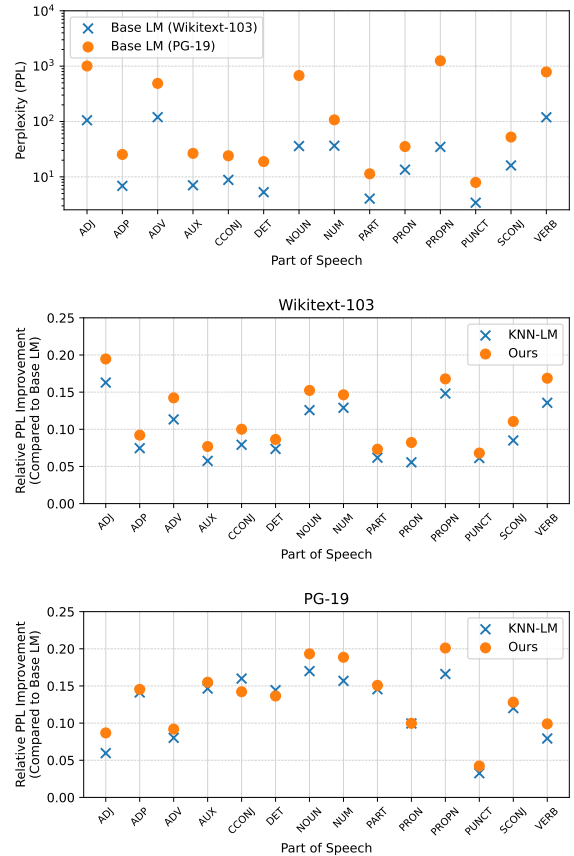 Base LM (Wikitext-103)
Base LM (PG-19)
Perplexity (PPL)
10⁴
10³
10²
10¹
ADJ ADP ADV AUX CCONJ DET NOUN NUM PART PRON PROPN PUNCT SCONJ VERB
Part of Speech
Wikitext-103
KNN-LM
Ours
Relative PPL Improvement
(Compared to Base LM)
0.25
0.20
0.15
0.10
0.05
0.00
ADJ ADP ADV AUX CCONJ DET NOUN NUM PART PRON PROPN PUNCT SCONJ VERB
Part of Speech
PG-19
KNN-LM
Ours
Relative PPL Improvement
(Compared to Base LM)
0.25
0.20
0.15
0.10
0.05
0.00
ADJ ADP ADV AUX CCONJ DET NOUN NUM PART PRON PROPN PUNCT SCONJ VERB
Part of Speech